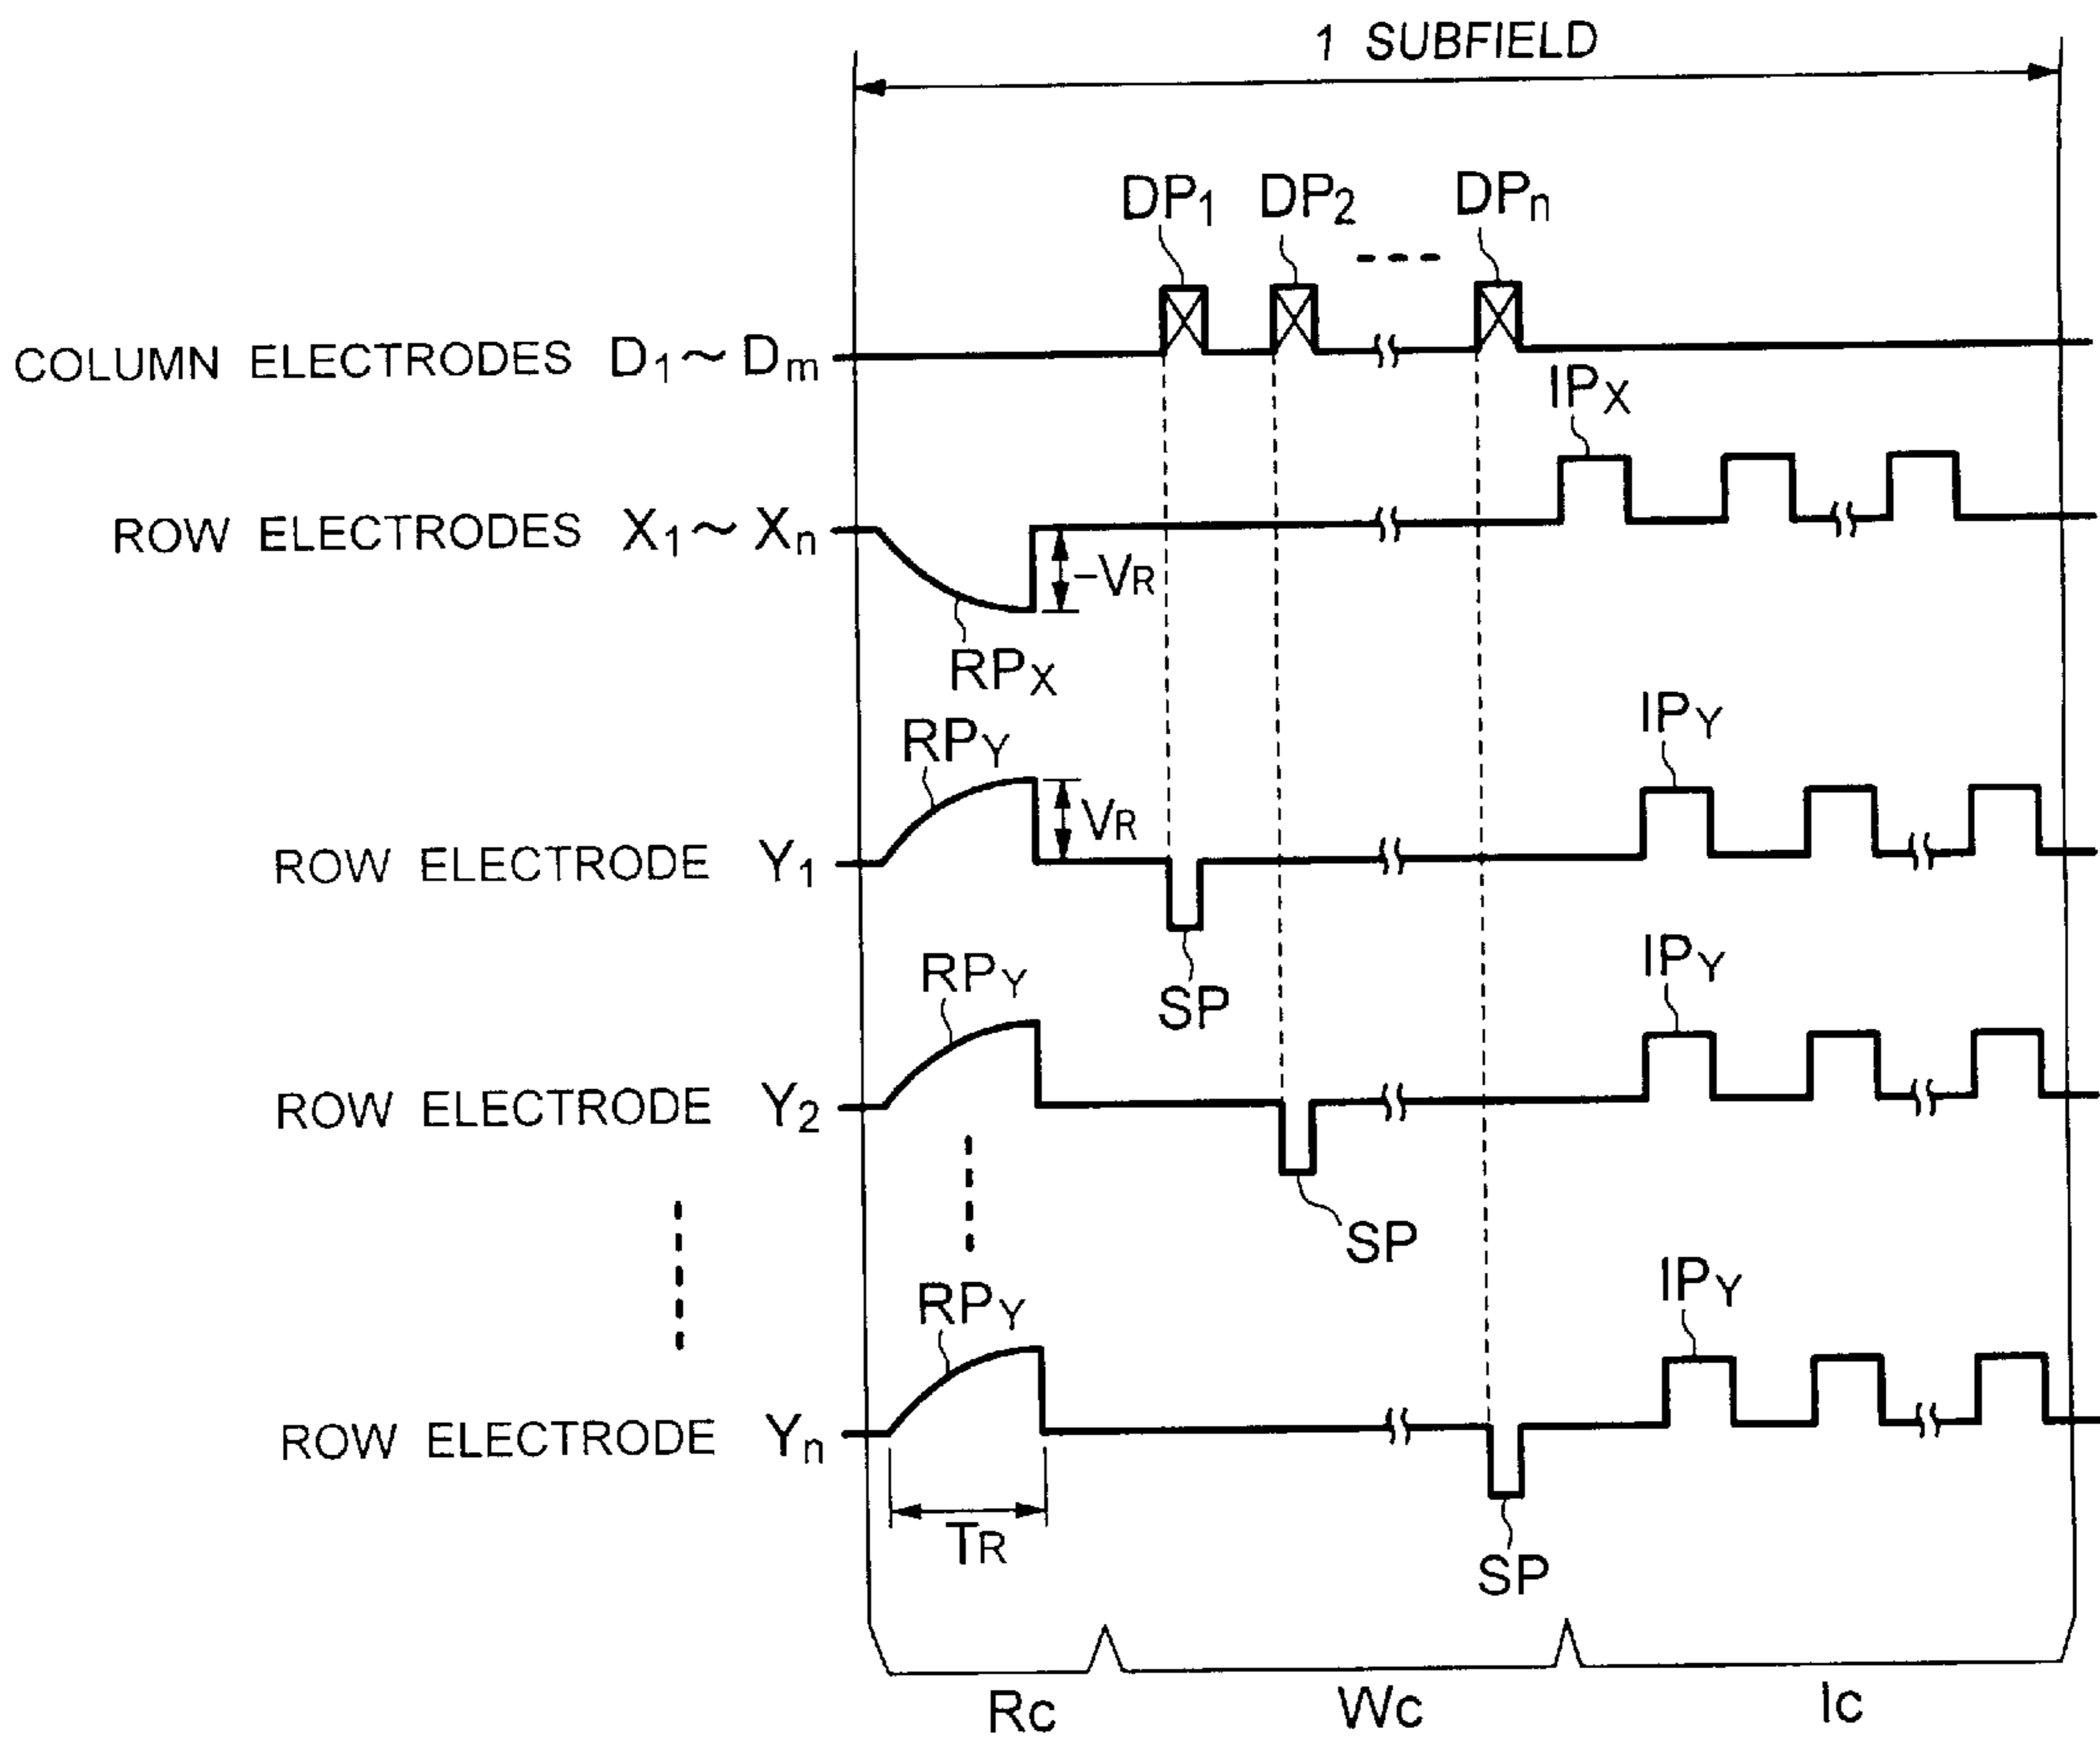 1 SUBFIELD
DP1 DP2 ---- DPn
COLUMN ELECTRODES D1~Dm
IPX
ROW ELECTRODES X1~Xn
-VR
RPX
IPY
RPY
VR
ROW ELECTRODE Y1
SP
IPY
RPY
ROW ELECTRODE Y2
SP
IPY
RPY
ROW ELECTRODE Yn
TR
SP
Rc Wc Ic